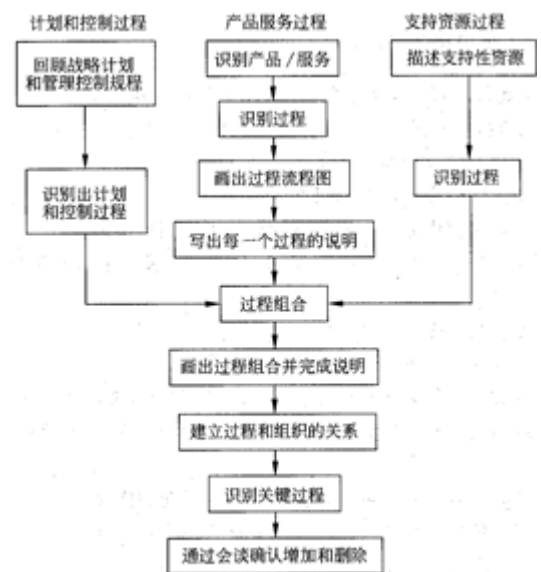 计划和控制过程
产品服务过程
支持资源过程
回顾战略计划
和管理控制规程
识别产品/服务
描述支持性资源
识别过程
画出过程流程图
识别出计划
和控制过程
识别过程
写出每一个过程的说明
过程组合
画出过程组合并完成说明
建立过程和组织的关系
识别关键过程
通过会谈确认增加和删除